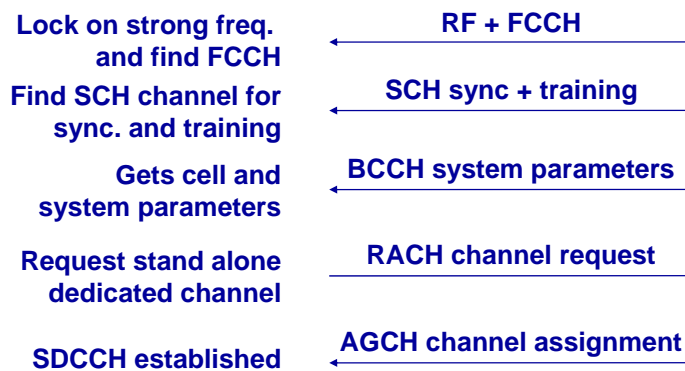 Lock on strong freq.
and find FCCH
RF + FCCH
Find SCH channel for
sync. and training
SCH sync + training
Gets cell and
system parameters
BCCH system parameters
Request stand alone
dedicated channel
RACH channel request
SDCCH established
AGCH channel assignment